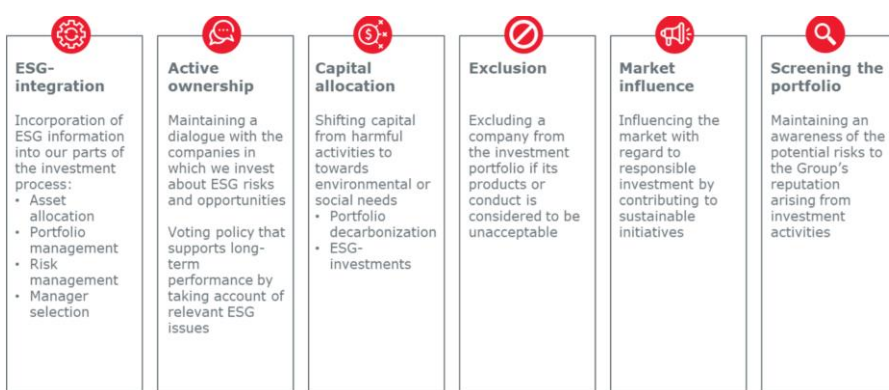 ESG-
integration
Incorporation of
ESG information
into our parts of
the investment
process:
• Asset
allocation
• Portfolio
management
• Risk
management
• Manager
selection
Active
ownership
Maintaining a
dialogue with the
companies in
which we invest
about ESG risks
and opportunities
Voting policy that
supports long-
term
performance by
taking account of
relevant ESG
issues
Capital
allocation
Shifting capital
from harmful
activities to
towards
environmental or
social needs
• Portfolio
decarbonization
• ESG-
investments
Exclusion
Excluding a
company from
the investment
portfolio if its
products or
conduct is
considered to be
unacceptable
Market
influence
Influencing the
market with
regard to
responsible
investment by
contributing to
sustainable
initiatives
Screening the
portfolio
Maintaining an
awareness of the
potential risks to
the Group's
reputation
arising from
investment
activities